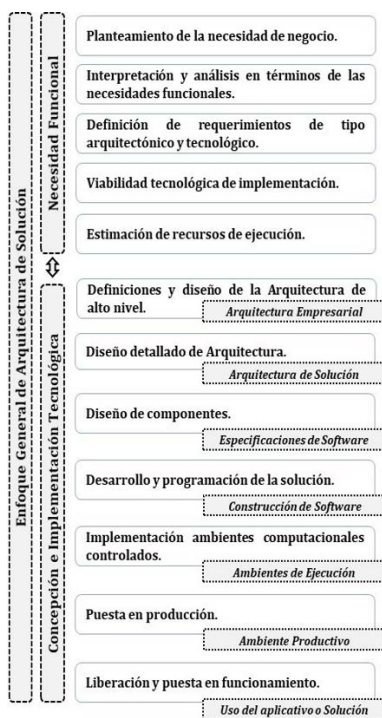 Enfoque General de Arquitectura de Solución
Necesidad Funcional
Planteamiento de la necesidad de negocio.
Interpretación y análisis en términos de las
necesidades funcionales.
Definición de requerimientos de tipo
arquitectónico y tecnológico.
Viabilidad tecnológica de implementación.
Estimación de recursos de ejecución.
Concepción e Implementación Tecnológica
Definiciones y diseño de la Arquitectura de
alto nivel.
Arquitectura Empresarial
Diseño detallado de Arquitectura.
Arquitectura de Solución
Diseño de componentes.
Especificaciones de Software
Desarrollo y programación de la solución.
Construcción de Software
Implementación ambientes computacionales
controlados.
Ambientes de Ejecución
Puesta en producción.
Ambiente Productivo
Liberación y puesta en funcionamiento.
Uso del aplicativo o Solución